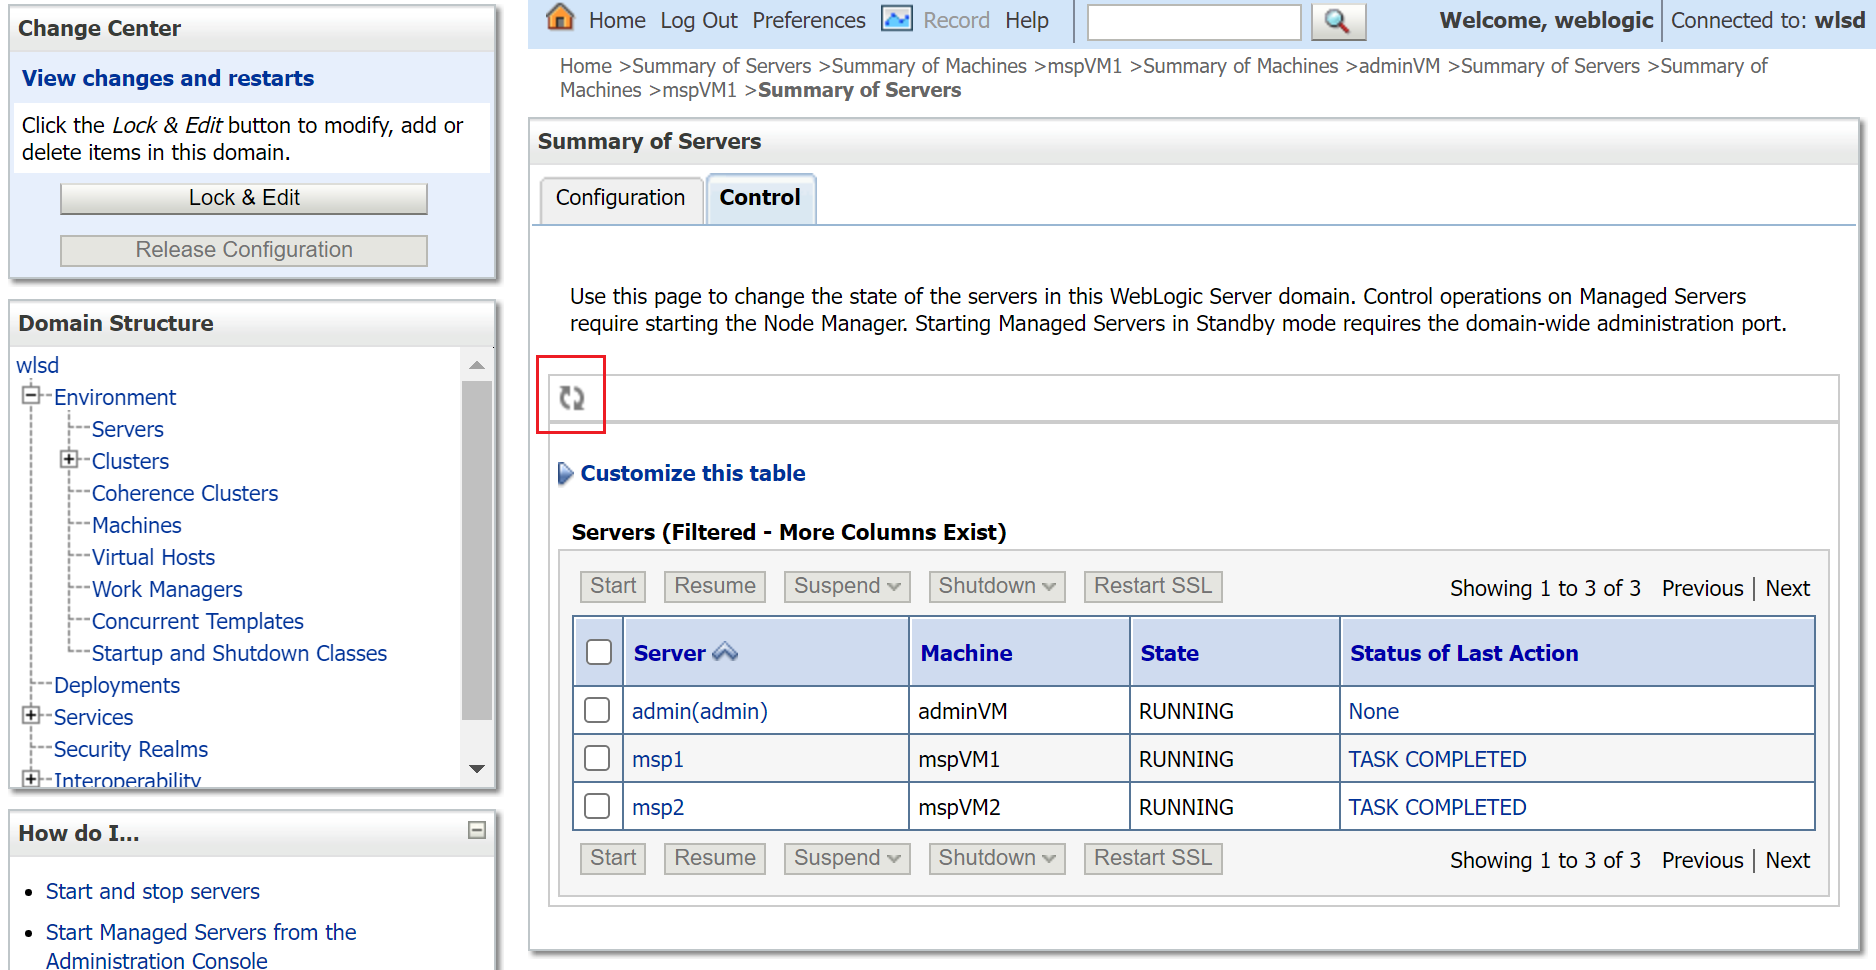 Change Center
View changes and restarts
Click the Lock & Edit button to modify, add or
delete items in this domain.
Lock & Edit
Release Configuration
Domain Structure
wlsd
Environment
Servers
Clusters
Coherence Clusters
Machines
Virtual Hosts
Work Managers
Concurrent Templates
Startup and Shutdown Classes
Deployments
Services
Security Realms
Interoperability
How do I...
Start and stop servers
Start Managed Servers from the
Administration Console
Home Log Out Preferences Record Help
Welcome, weblogic Connected to: wlsd
Home >Summary of Servers >Summary of Machines >mspVM1 >Summary of Machines >adminVM >Summary of Servers >Summary of
Machines >mspVM1 >Summary of Servers
Summary of Servers
Configuration Control
Use this page to change the state of the servers in this WebLogic Server domain. Control operations on Managed Servers
require starting the Node Manager. Starting Managed Servers in Standby mode requires the domain-wide administration port.
Customize this table
Servers (Filtered - More Columns Exist)
Start Resume Suspend Shutdown Restart SSL Showing 1 to 3 of 3 Previous | Next
Server Machine State Status of Last Action
admin(admin) adminVM RUNNING None
msp1 mspVM1 RUNNING TASK COMPLETED
msp2 mspVM2 RUNNING TASK COMPLETED
Start Resume Suspend Shutdown Restart SSL Showing 1 to 3 of 3 Previous | Next